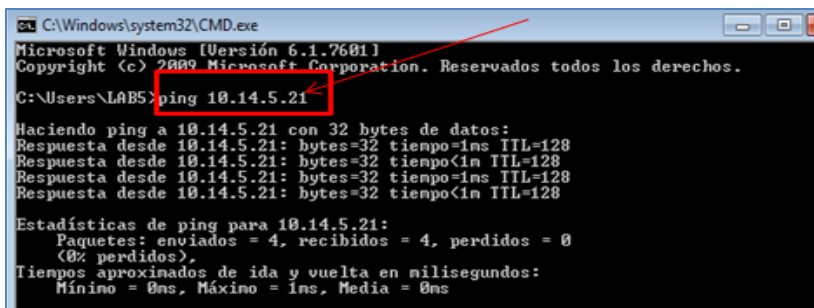 C:\Windows\system32\CMD.exe
Microsoft Windows [Versión 6.1.7601]
Copyright (c) 2009 Microsoft Corporation. Reservados todos los derechos.
C:\Users\LAB5>ping 10.14.5.21
Haciendo ping a 10.14.5.21 con 32 bytes de datos:
Respuesta desde 10.14.5.21: bytes=32 tiempo=1ms TTL=128
Respuesta desde 10.14.5.21: bytes=32 tiempo<1m TTL=128
Respuesta desde 10.14.5.21: bytes=32 tiempo=1ms TTL=128
Respuesta desde 10.14.5.21: bytes=32 tiempo<1m TTL=128
Estadísticas de ping para 10.14.5.21:
Paquetes: enviados = 4, recibidos = 4, perdidos = 0
(0% perdidos),
Tiempos aproximados de ida y vuelta en milisegundos:
Mínimo = 0ms, Máximo = 1ms, Media = 0ms